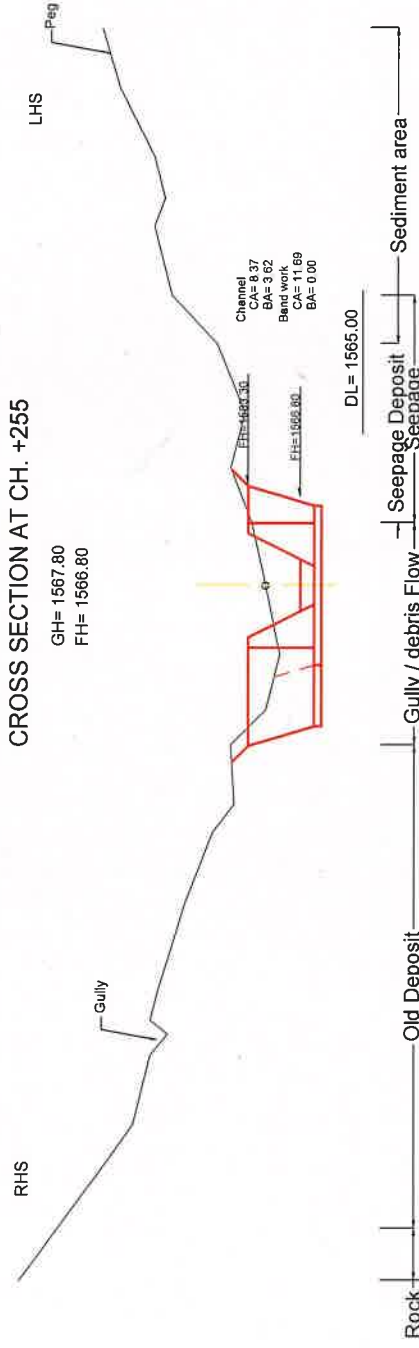 CROSS SECTION AT CH. +255
GH= 1567.80
FH= 1566.80
RHS
LHS
Peg
Gully
Channel
CA= 8.37
BA= 3.62
Band work
CA= 11.69
BA= 0.00
FH=1566.80
DL= 1565.00
Rock
Old Deposit
Gully / debris Flow
Seepage Deposit
Seepage
Sediment area